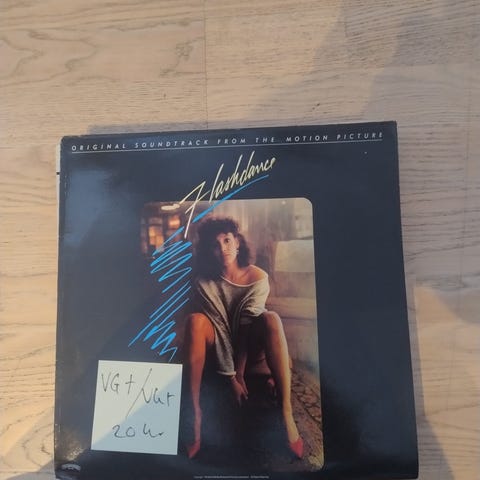 ORIGINAL SOUNDTRACK FROM THE MOTION PICTURE
Flashdance
VG+/VG+
20 kr